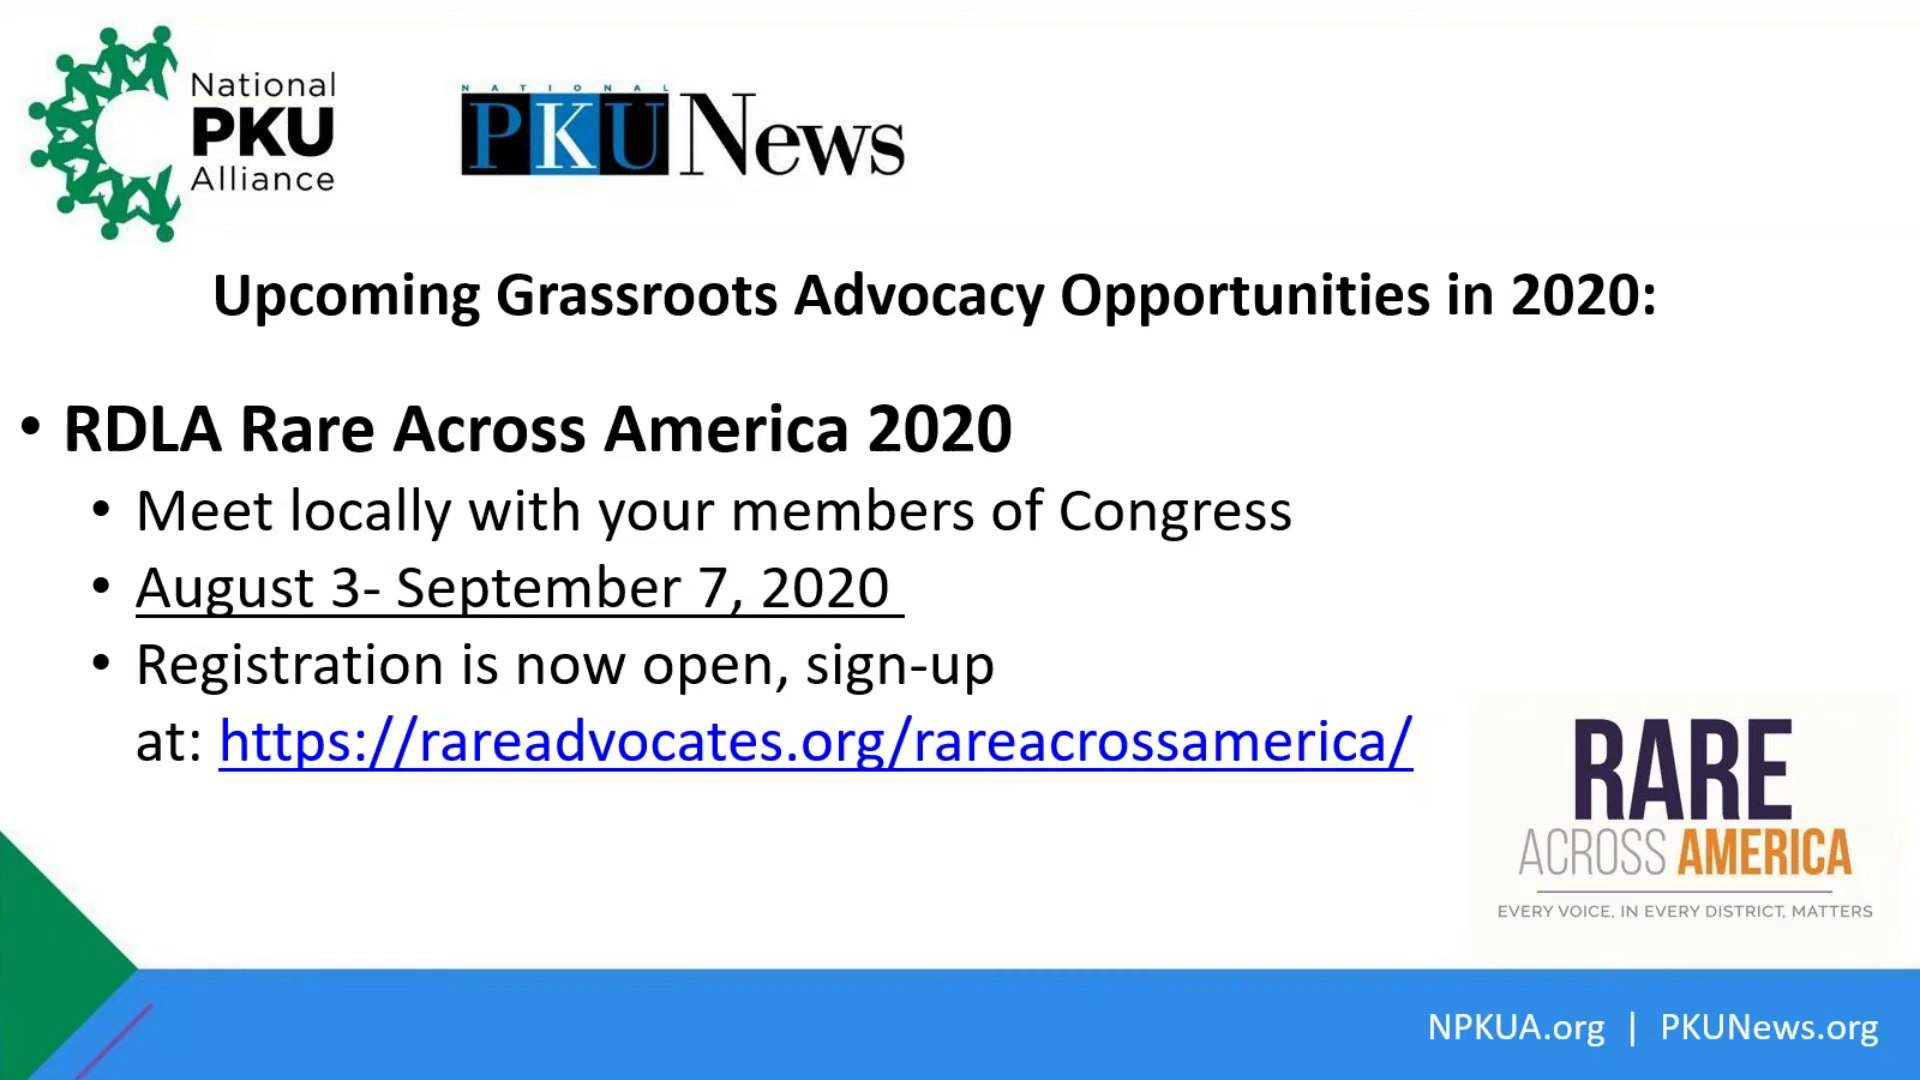 National
PKU
Alliance
NATIONAL
PKU News
Upcoming Grassroots Advocacy Opportunities in 2020:
• RDLA Rare Across America 2020
• Meet locally with your members of Congress
• August 3- September 7, 2020
• Registration is now open, sign-up
at: https://rareadvocates.org/rareacrossamerica/
RARE
ACROSS AMERICA
EVERY VOICE, IN EVERY DISTRICT, MATTERS
NPKUA.org | PKUNews.org